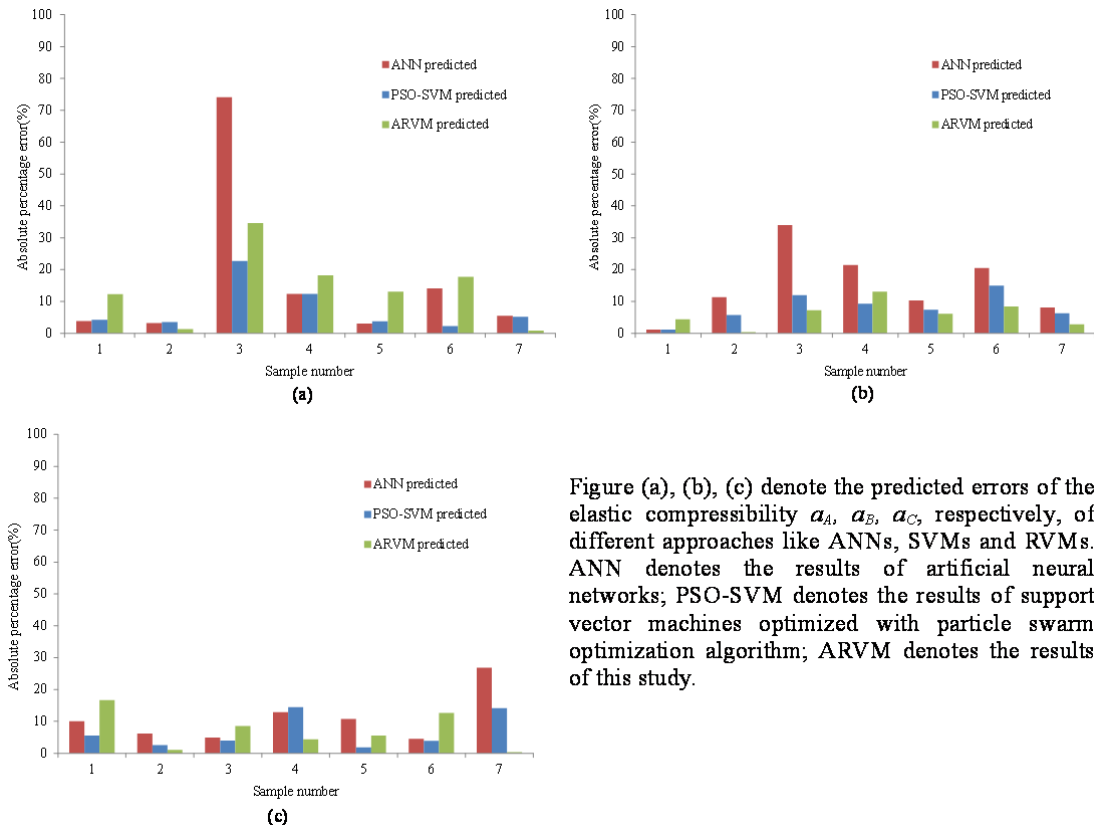 100
90
80
70
60
50
40
30
20
10
0
Absolute percentage error(%)
ANN predicted
PSO-SVM predicted
ARVM predicted
1 2 3 4 5 6 7
Sample number
(a)
100
90
80
70
60
50
40
30
20
10
0
Absolute percentage error(%)
ANN predicted
PSO-SVM predicted
ARVM predicted
1 2 3 4 5 6 7
Sample number
(b)
100
90
80
70
60
50
40
30
20
10
0
Absolute percentage error(%)
ANN predicted
PSO-SVM predicted
ARVM predicted
1 2 3 4 5 6 7
Sample number
(c)
Figure (a), (b), (c) denote the predicted errors of the
elastic compressibility aA, aB, aC, respectively, of
different approaches like ANNs, SVMs and RVMs.
ANN denotes the results of artificial neural
networks; PSO-SVM denotes the results of support
vector machines optimized with particle swarm
optimization algorithm; ARVM denotes the results
of this study.